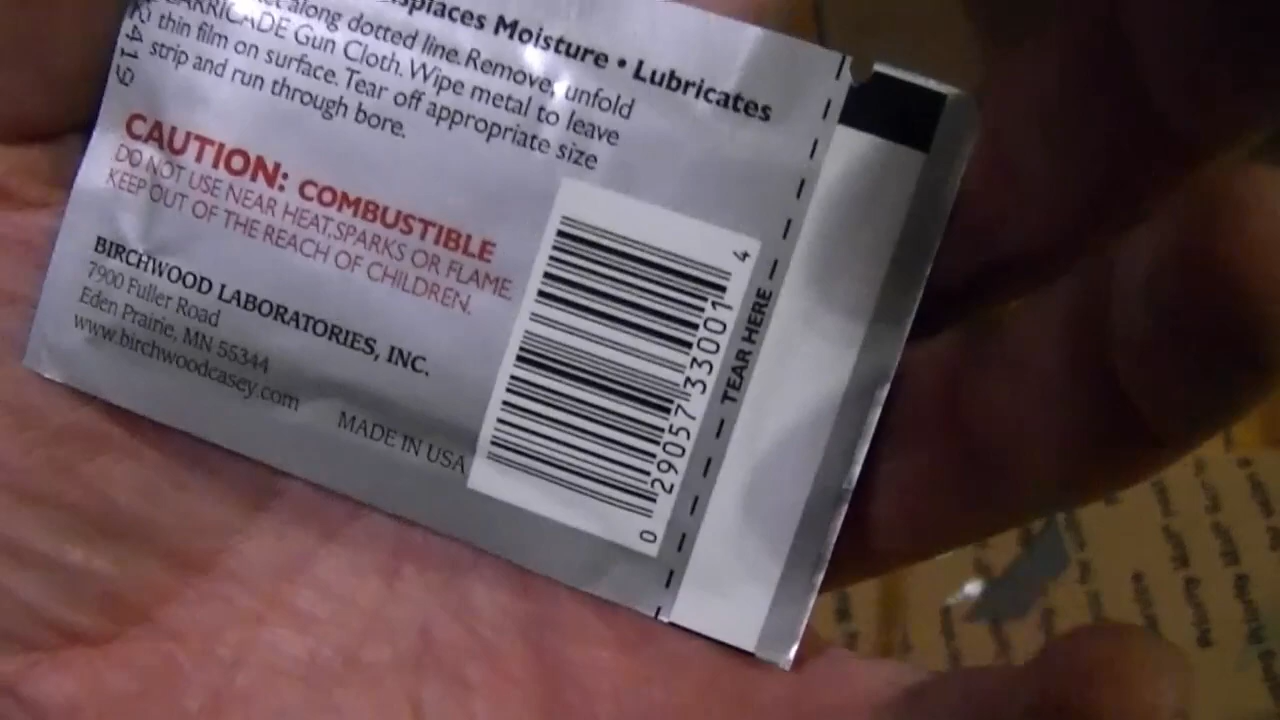 Moisture • Lubricates
along dotted line. Remove, unfold
BARRICADE Gun Cloth. Wipe metal to leave
thin film on surface. Tear off appropriate size
strip and run through bore.
CAUTION: COMBUSTIBLE
DO NOT USE NEAR HEAT, SPARKS OR FLAME.
KEEP OUT OF THE REACH OF CHILDREN.
BIRCHWOOD LABORATORIES, INC.
7900 Fuller Road
Eden Prairie, MN 55344
www.birchwoodcasey.com
MADE IN USA
0 29057 33001 4
TEAR HERE